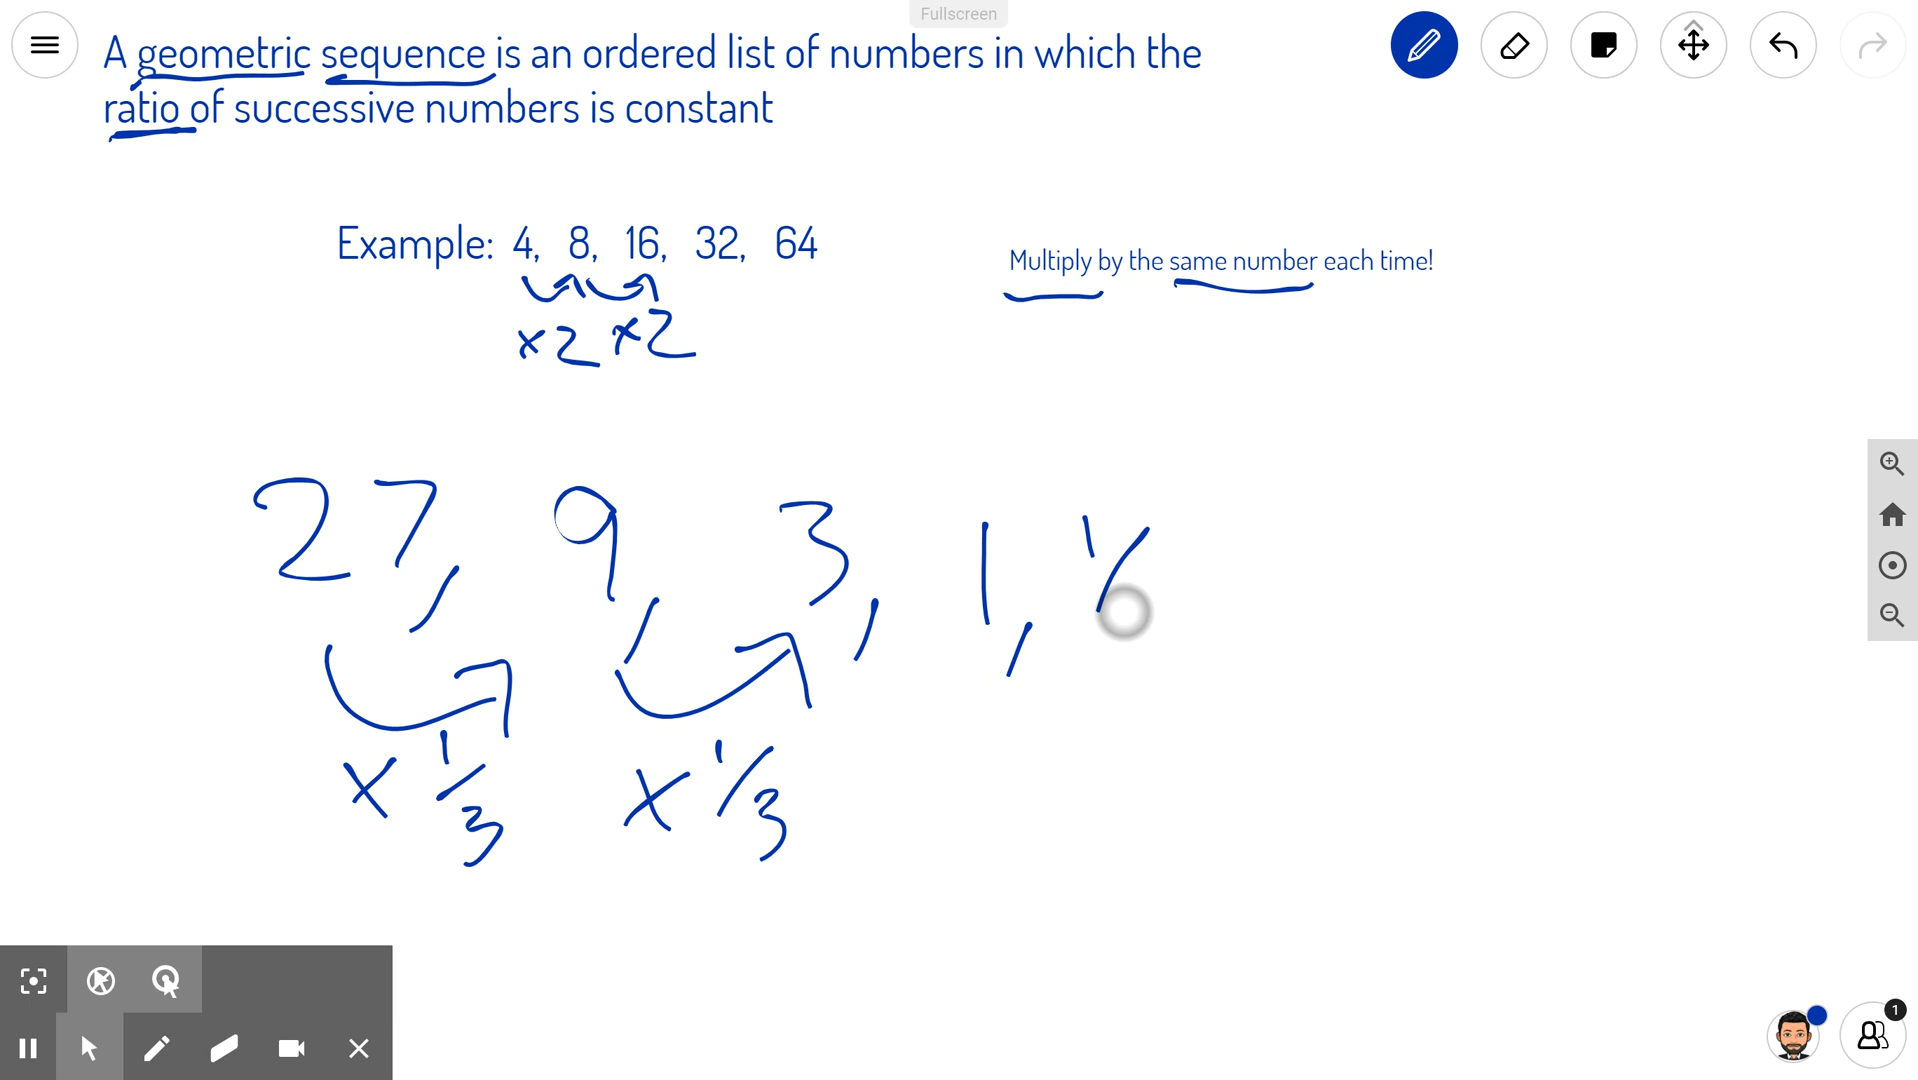 Fullscreen
A geometric sequence is an ordered list of numbers in which the
ratio of successive numbers is constant
Example: 4, 8, 16, 32, 64
Multiply by the same number each time!
×2 ×2
27, 9, 3, 1, 1/
× 1/3 × 1/3
1